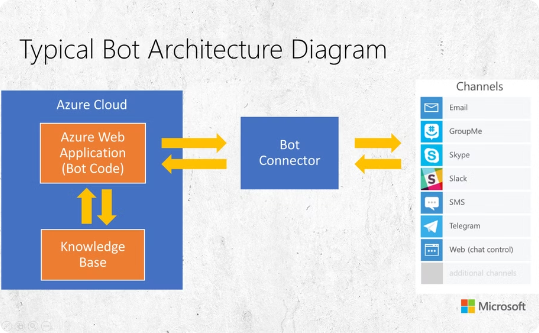 Typical Bot Architecture Diagram
Azure Cloud
Azure Web
Application
(Bot Code)
Knowledge
Base
Bot
Connector
Channels
Email
GroupMe
Skype
Slack
SMS
Telegram
Web (chat control)
additional channels
Microsoft